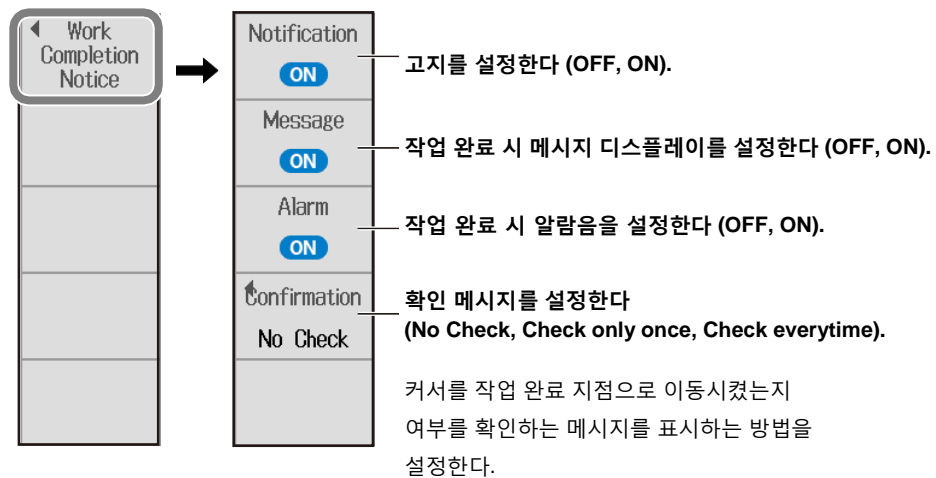 Work
Completion
Notice
Notification
ON
고지를 설정한다 (OFF, ON).
Message
ON
작업 완료 시 메시지 디스플레이를 설정한다 (OFF, ON).
Alarm
ON
작업 완료 시 알람음을 설정한다 (OFF, ON).
Confirmation
No Check
확인 메시지를 설정한다
(No Check, Check only once, Check everytime).
커서를 작업 완료 지점으로 이동시켰는지
여부를 확인하는 메시지를 표시하는 방법을
설정한다.